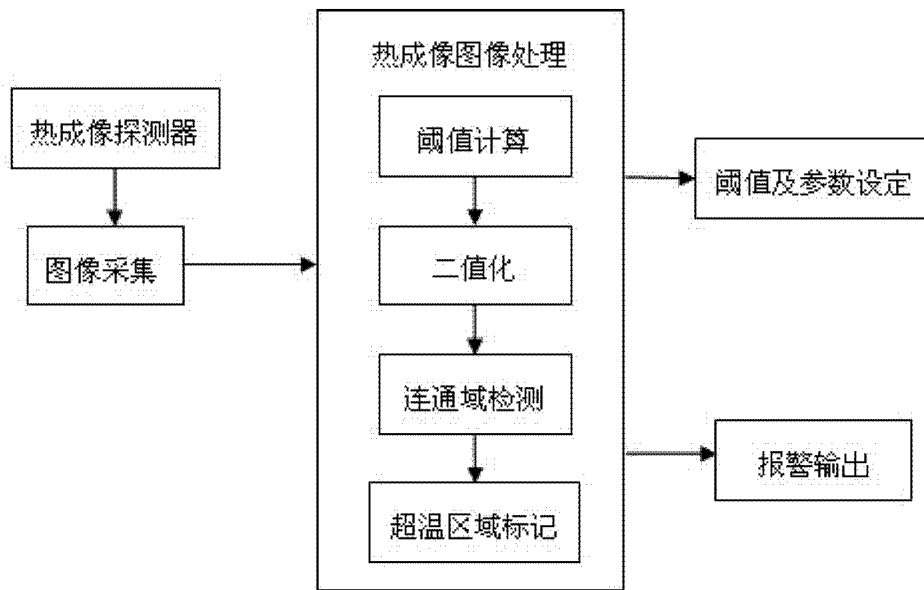 热成像探测器
图像采集
热成像图像处理
阈值计算
二值化
连通域检测
超温区域标记
阈值及参数设定
报警输出